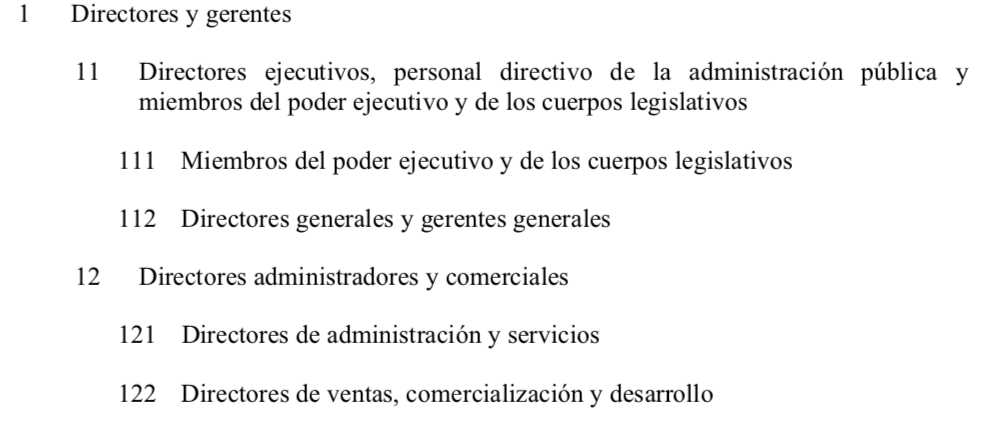 1 Directores y gerentes
11 Directores ejecutivos, personal directivo de la administración pública y
miembros del poder ejecutivo y de los cuerpos legislativos
111 Miembros del poder ejecutivo y de los cuerpos legislativos
112 Directores generales y gerentes generales
12 Directores administradores y comerciales
121 Directores de administración y servicios
122 Directores de ventas, comercialización y desarrollo